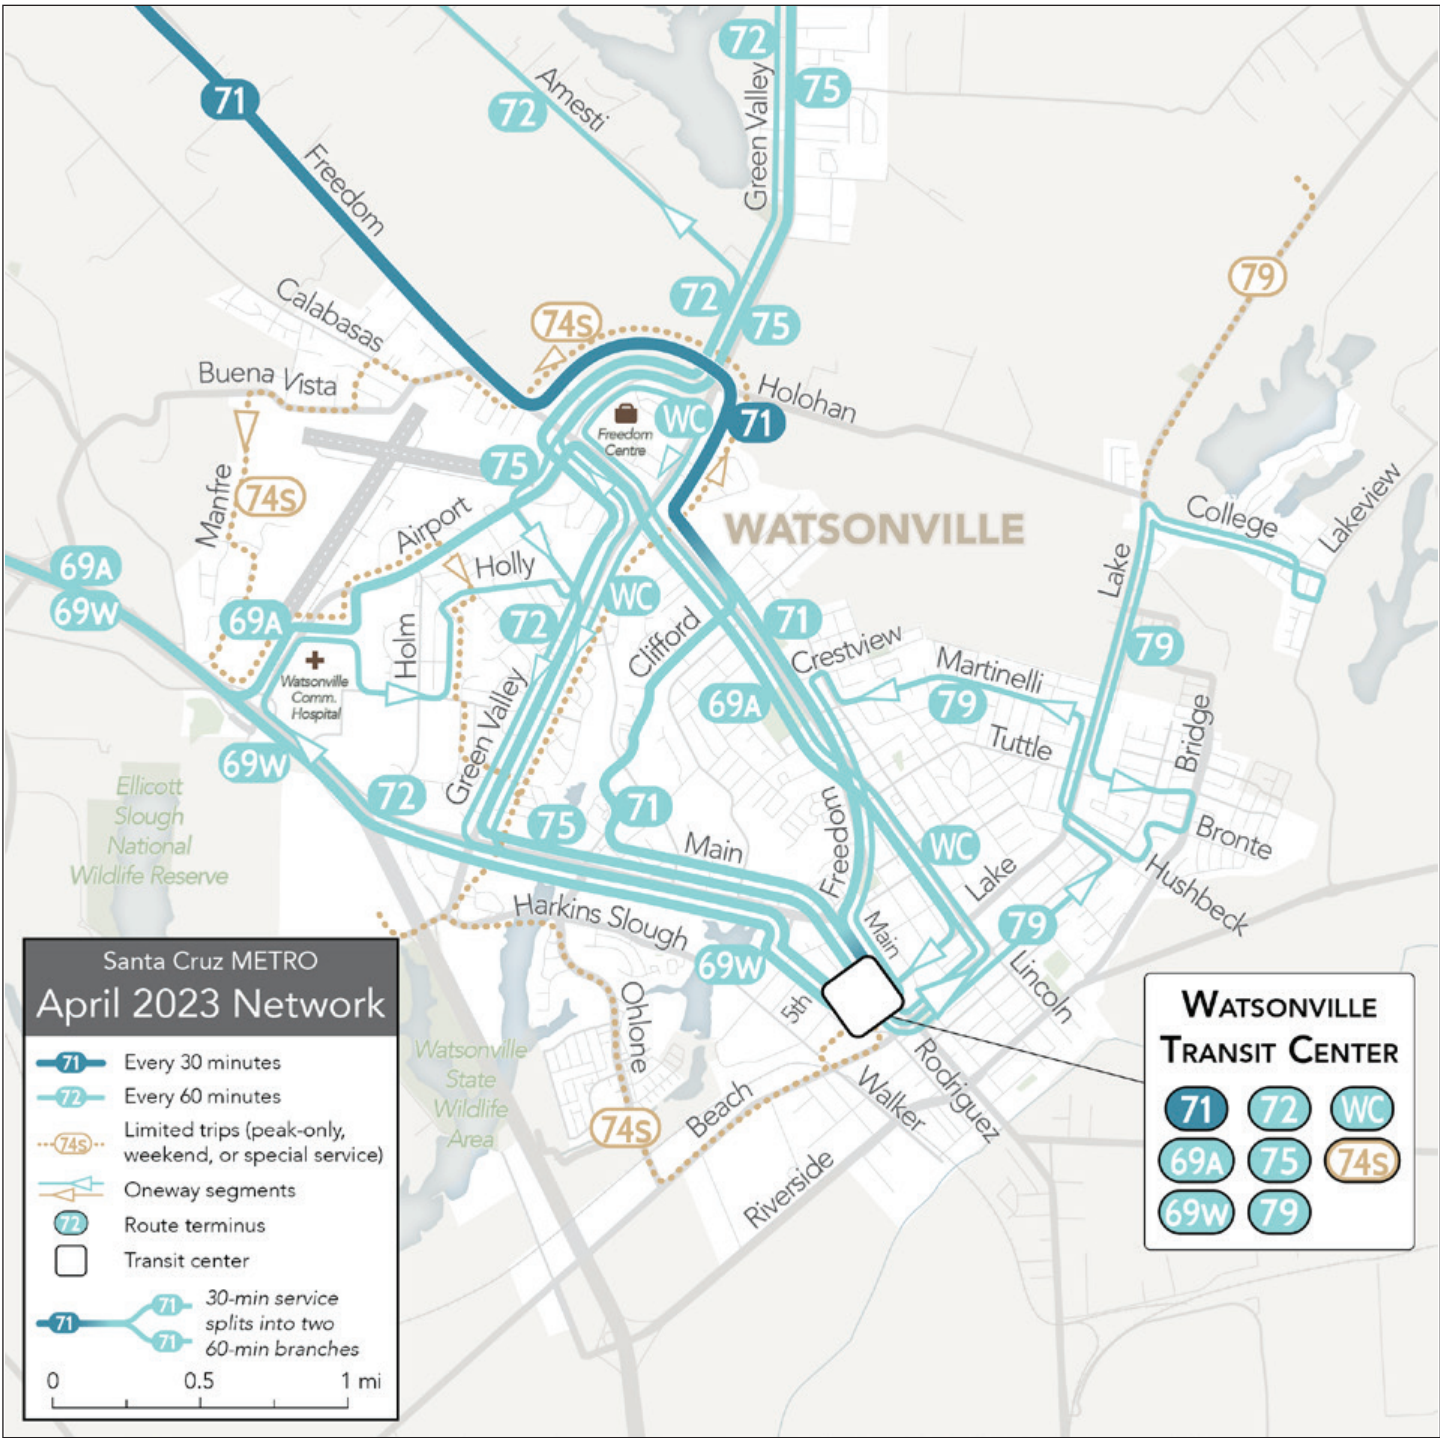 72
75
71
Amesti
72
Green Valley
Freedom
79
72
75
Calabasas
74S
Buena Vista
Holohan
WC
71
Freedom
Centre
75
Manfre
74S
Airport
WATSONVILLE
College
Lakeview
69A
69W
Holly
Lake
69A
72
WC
Clifford
71
Holm
Crestview
Martinelli
79
Watsonville
Comm.
Hospital
69A
79
Tuttle
Bridge
69W
Green Valley
72
71
75
Main
Freedom
WC
Lake
Bronte
Hushbeck
Ellicott
Slough
National
Wildlife Reserve
Harkins Slough
Main
79
69W
Lincoln
5th
Ohlone
Watsonville
State
Wildlife
Area
Rodriguez
Walker
Beach
74S
Riverside
Santa Cruz METRO
April 2023 Network
71 Every 30 minutes
72 Every 60 minutes
74S Limited trips (peak-only,
weekend, or special service)
Oneway segments
72 Route terminus
Transit center
71 71 30-min service
splits into two
71 60-min branches
0 0.5 1 mi
WATSONVILLE
TRANSIT CENTER
71 72 WC
69A 75 74S
69W 79